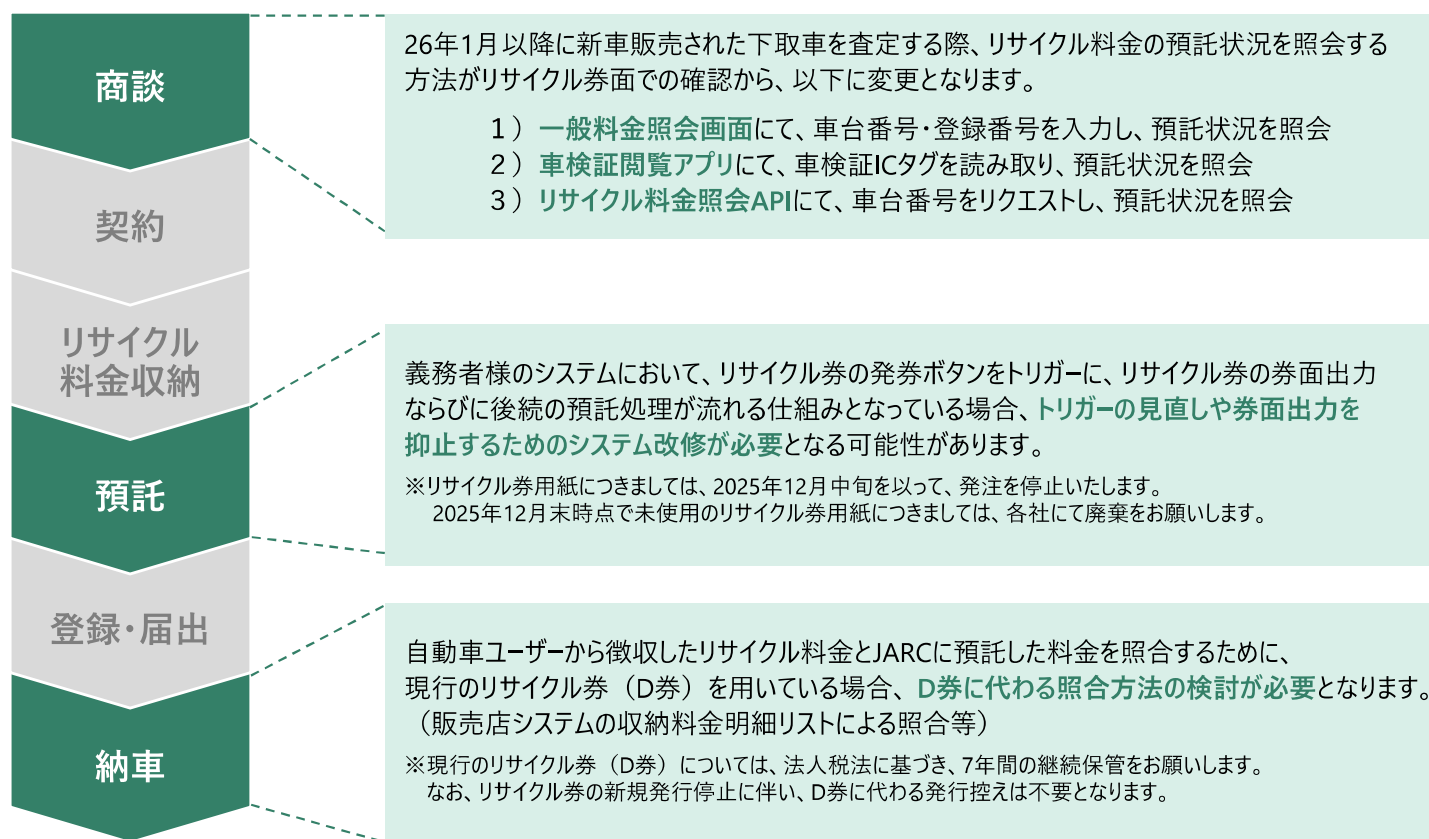 商談
26年1月以降に新車販売された下取車を査定する際、リサイクル料金の預託状況を照会する
方法がリサイクル券面での確認から、以下に変更となります。
1）一般料金照会画面にて、車台番号・登録番号を入力し、預託状況を照会
2）車検証閲覧アプリにて、車検証ICタグを読み取り、預託状況を照会
3）リサイクル料金照会APIにて、車台番号をリクエストし、預託状況を照会
契約
リサイクル
料金収納
預託
義務者様のシステムにおいて、リサイクル券の発券ボタンをトリガーに、リサイクル券の券面出力
ならびに後続の預託処理が流れる仕組みとなっている場合、トリガーの見直しや券面出力を
抑止するためのシステム改修が必要となる可能性があります。
※リサイクル券用紙につきましては、2025年12月中旬を以って、発注を停止いたします。
2025年12月末時点で未使用のリサイクル券用紙につきましては、各社にて廃棄をお願いします。
登録・届出
納車
自動車ユーザーから徴収したリサイクル料金とJARCに預託した料金を照合するために、
現行のリサイクル券（D券）を用いている場合、D券に代わる照合方法の検討が必要となります。
（販売店システムの収納料金明細リストによる照合等）
※現行のリサイクル券（D券）については、法人税法に基づき、7年間の継続保管をお願いします。
なお、リサイクル券の新規発行停止に伴い、D券に代わる発行控えは不要となります。